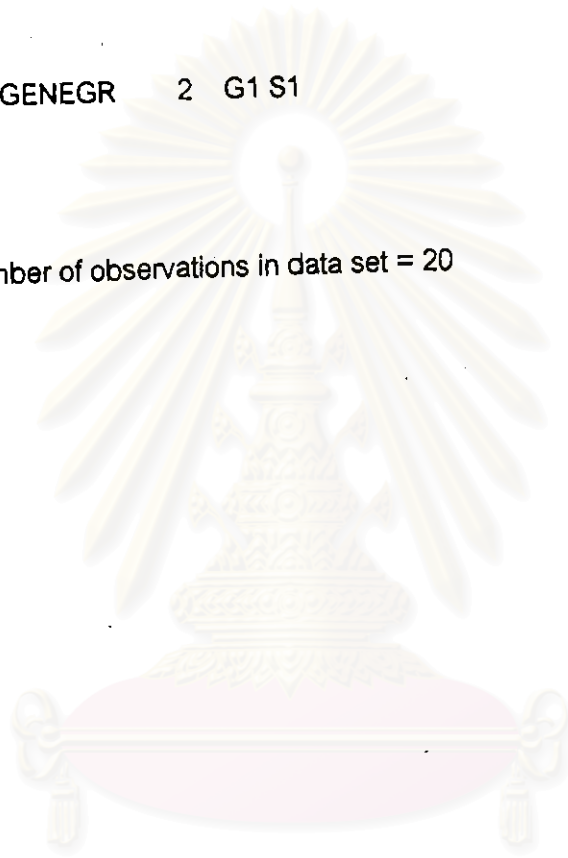 GENEGR 2 G1 S1
nber of observations in data set = 20